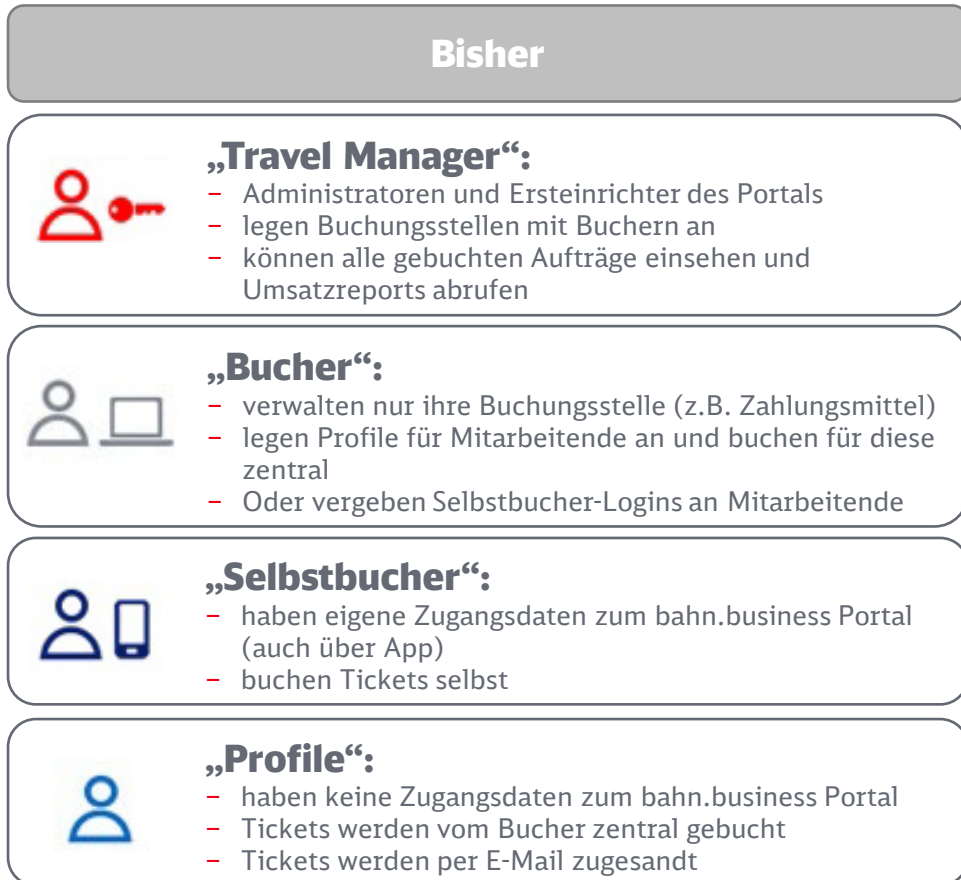 Bisher
„Travel Manager“:
– Administratoren und Ersteinrichter des Portals
– legen Buchungsstellen mit Buchern an
– können alle gebuchten Aufträge einsehen und
Umsatzreports abrufen
„Bucher“:
– verwalten nur ihre Buchungsstelle (z.B. Zahlungsmittel)
– legen Profile für Mitarbeitende an und buchen für diese
zentral
– Oder vergeben Selbstbucher-Logins an Mitarbeitende
„Selbstbucher“:
– haben eigene Zugangsdaten zum bahn.business Portal
(auch über App)
– buchen Tickets selbst
„Profile“:
– haben keine Zugangsdaten zum bahn.business Portal
– Tickets werden vom Bucher zentral gebucht
– Tickets werden per E-Mail zugesandt